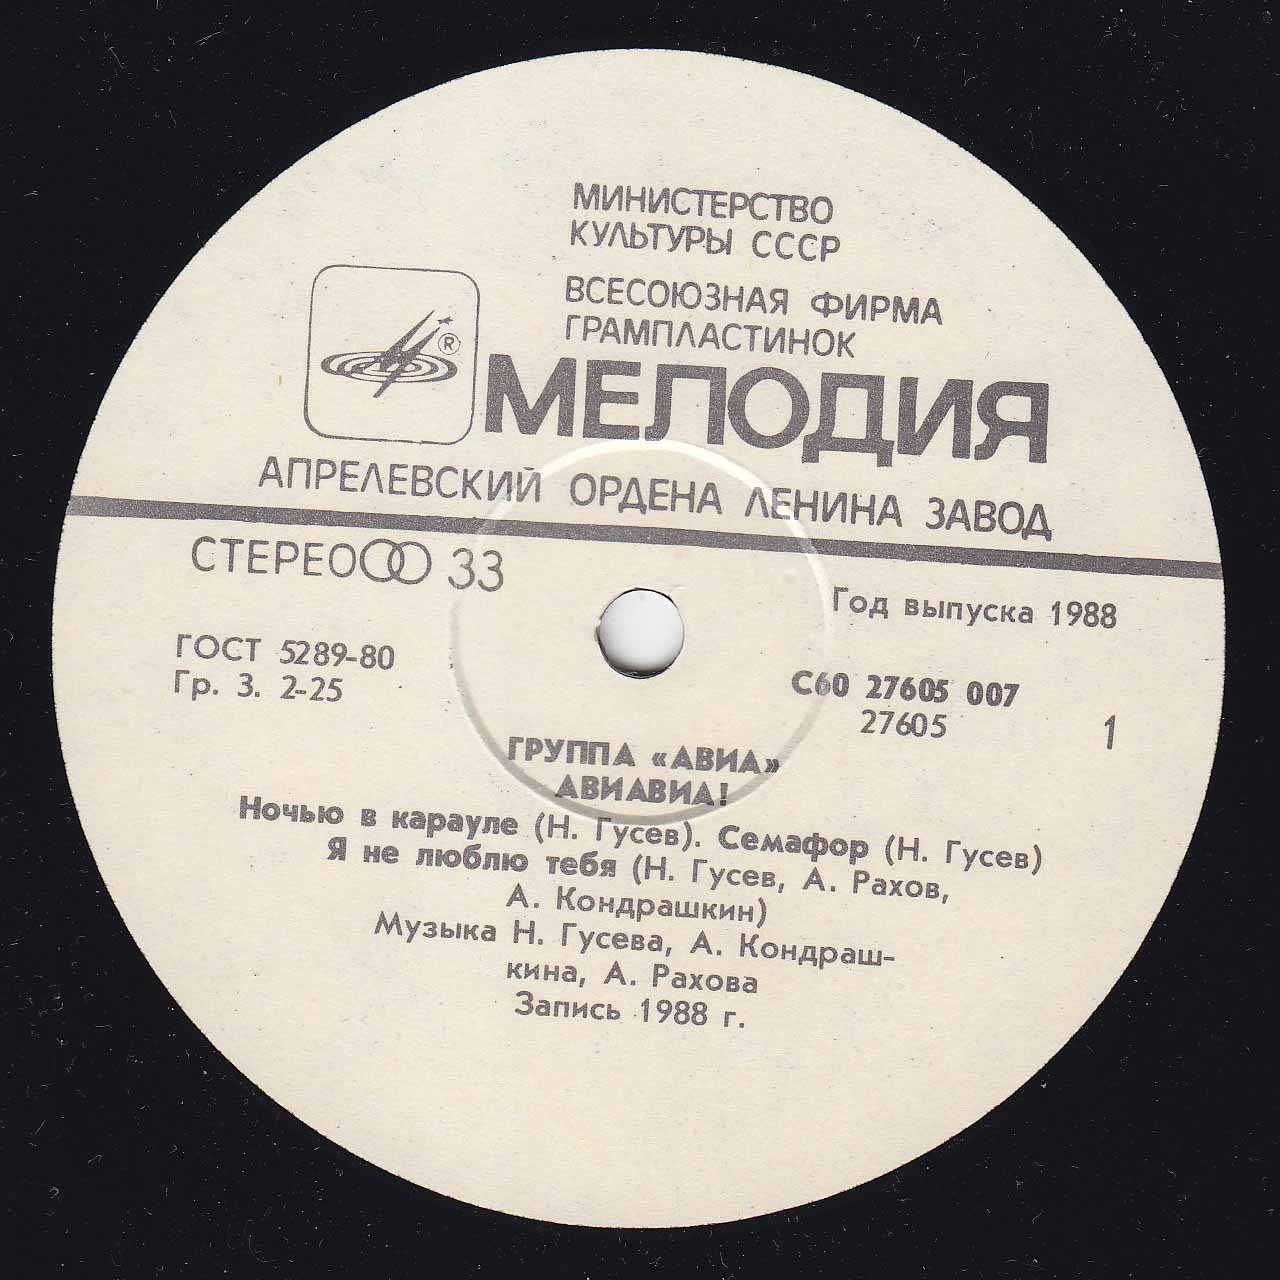 МИНИСТЕРСТВО
КУЛЬТУРЫ СССР
ВСЕСОЮЗНАЯ ФИРМА
ГРАМПЛАСТИНОК
®
МЕЛОДИЯ
АПРЕЛЕВСКИЙ ОРДЕНА ЛЕНИНА ЗАВОД
СТЕРЕО 33
Год выпуска 1988
ГОСТ 5289-80
Гр. 3. 2-25
С60 27605 007
27605
1
ГРУППА «АВИА»
АВИАВИА!
Ночью в карауле (Н. Гусев). Семафор (Н. Гусев)
Я не люблю тебя (Н. Гусев, А. Рахов,
А. Кондрашкин)
Музыка Н. Гусева, А. Кондраш-
кина, А. Рахова
Запись 1988 г.